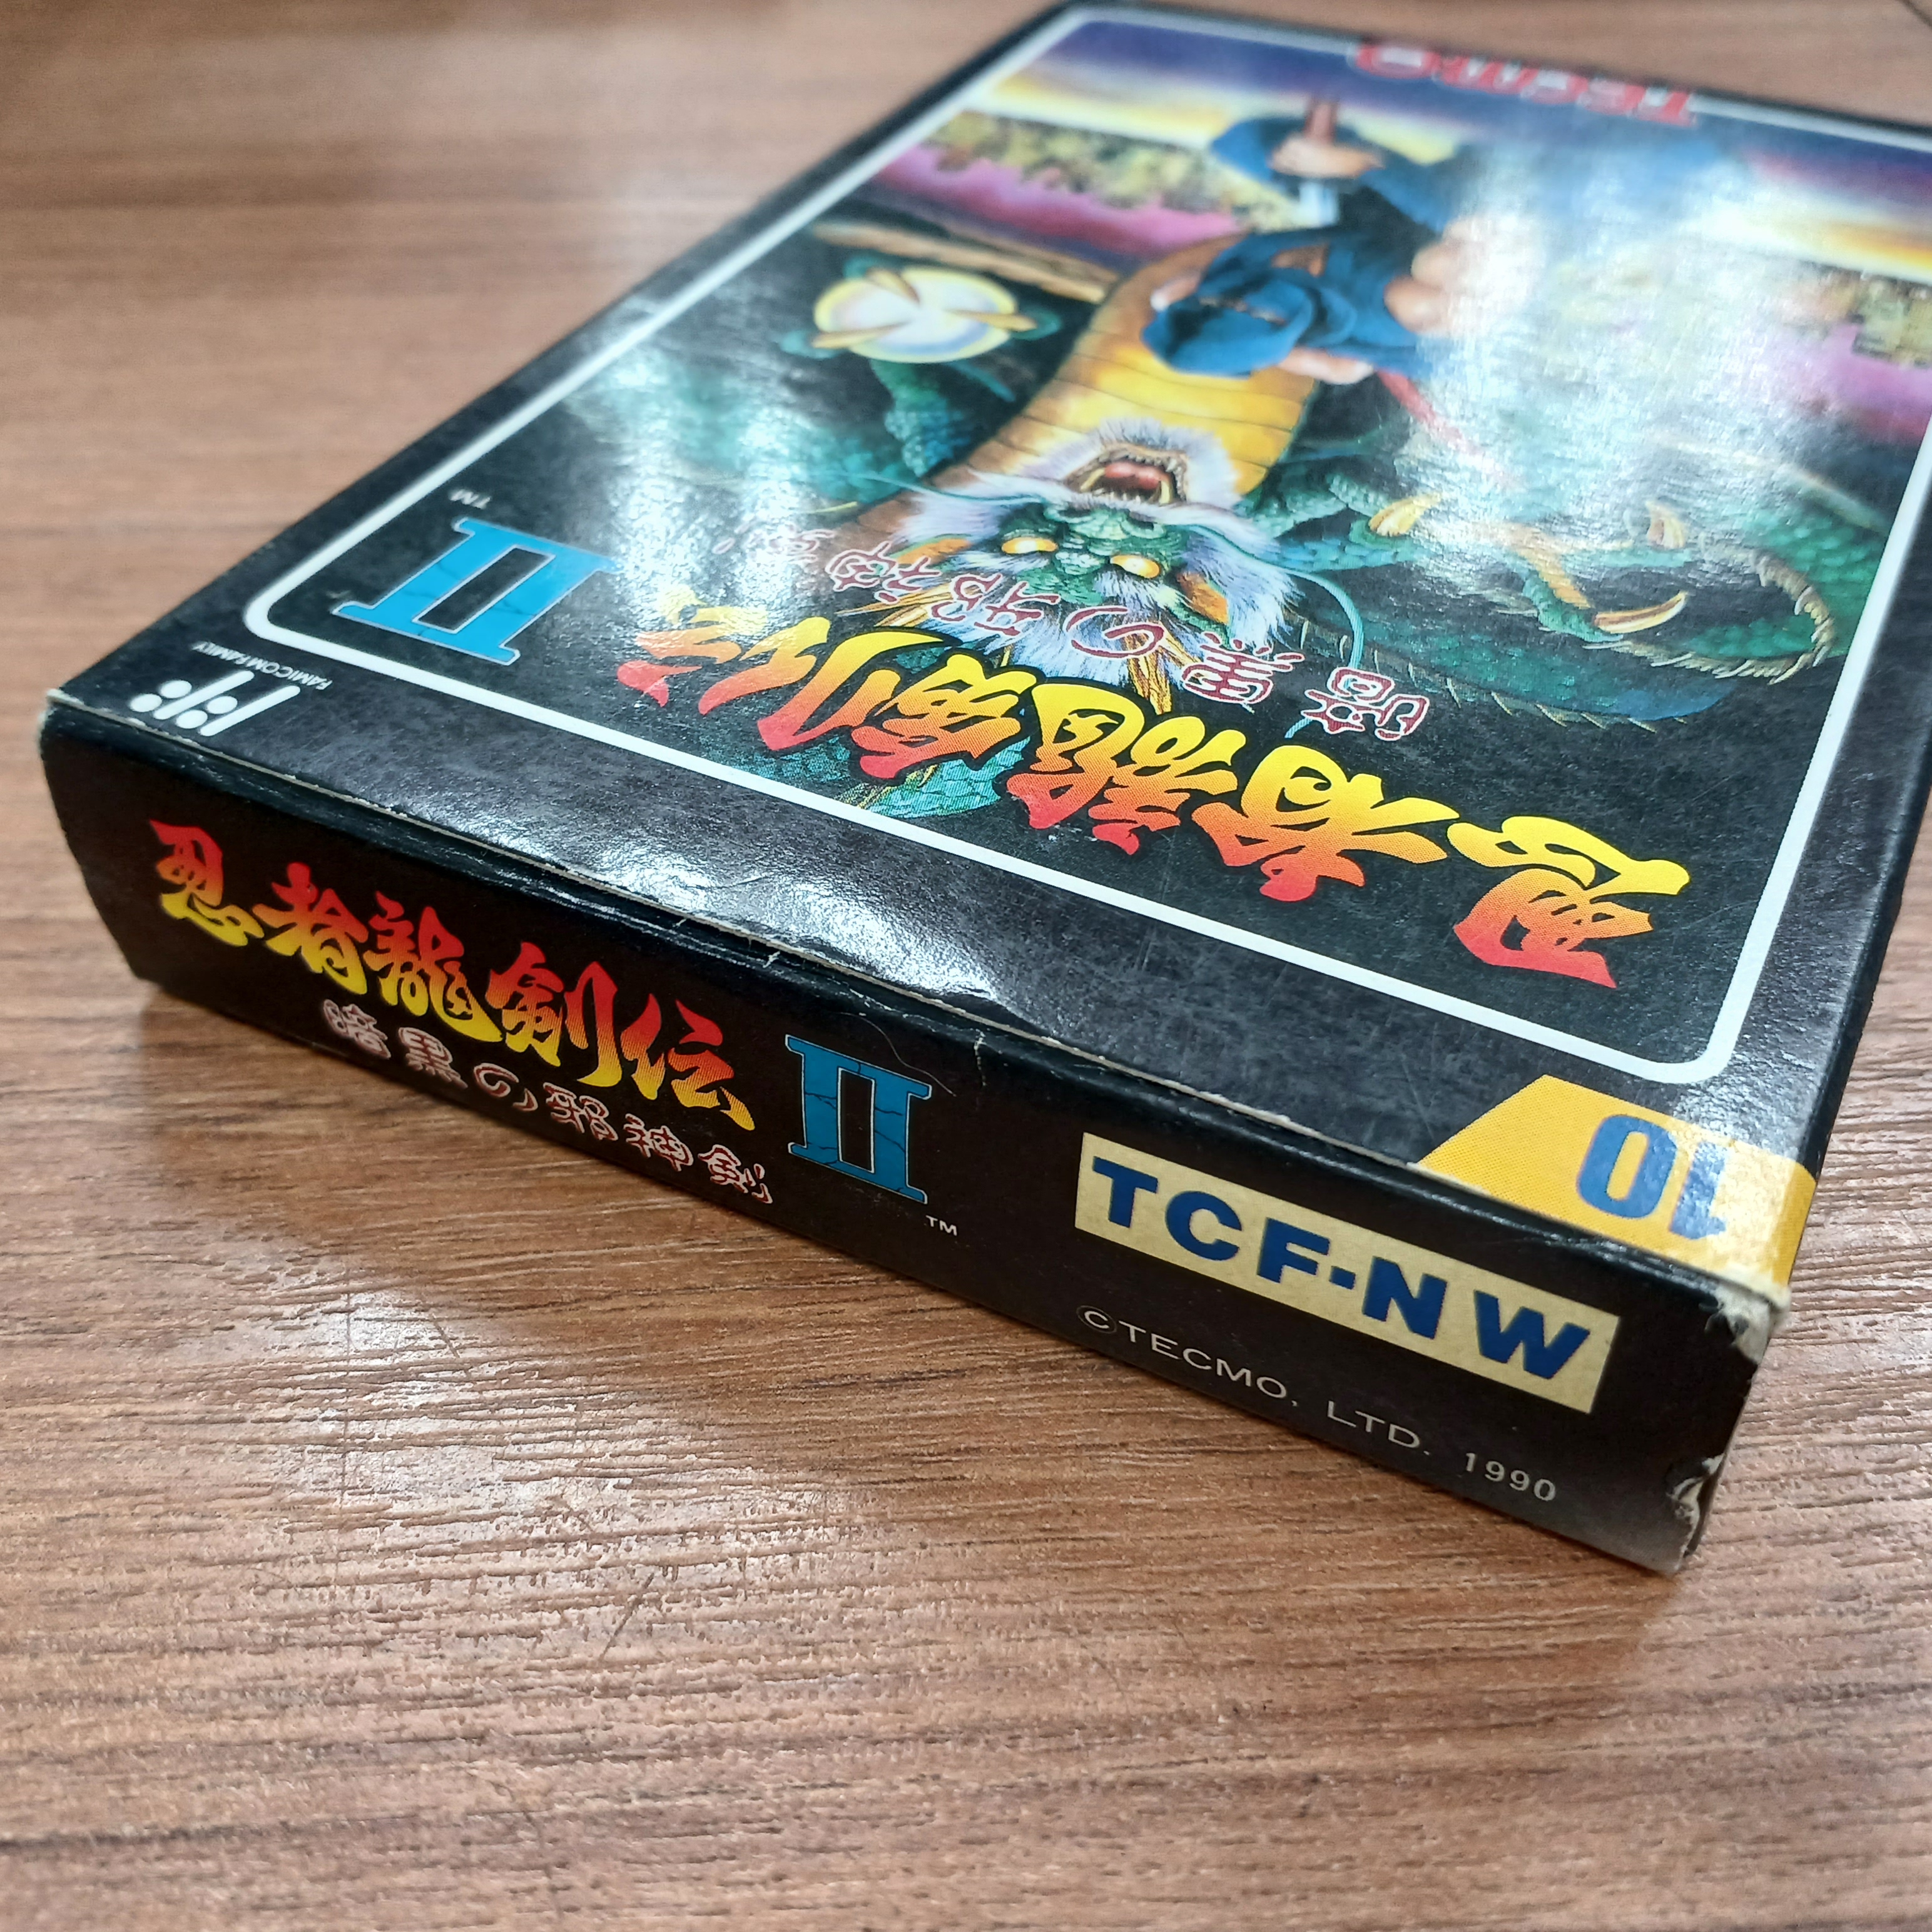 TECMO
暗黒の邪神剣
忍者龍剣伝 II
TM
FAMICOM FAMILY
10
忍者龍剣伝 II
TM
暗黒の邪神剣
TCF-NW
©TECMO, LTD. 1990